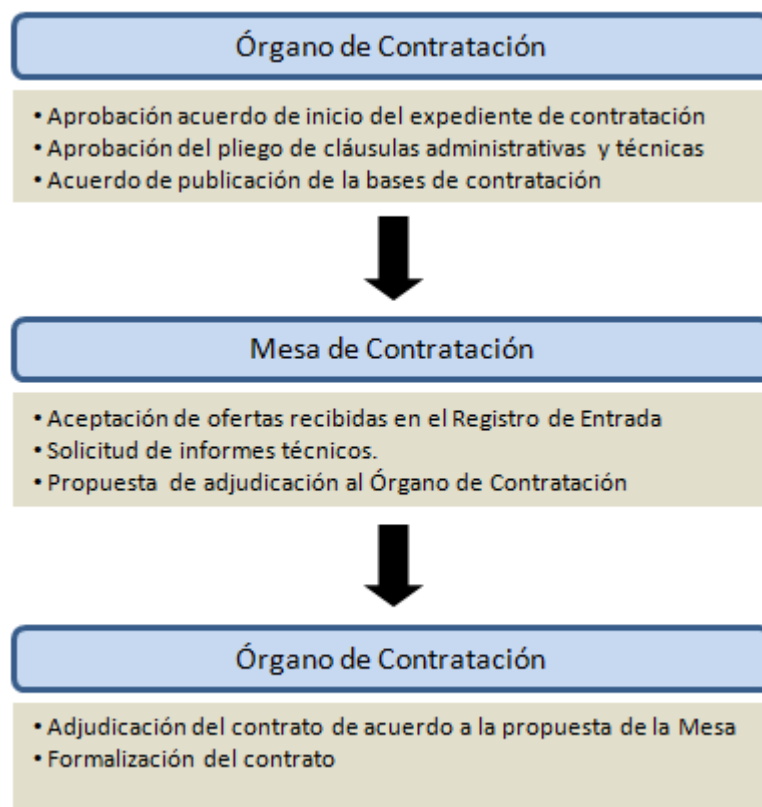 Órgano de Contratación
• Aprobación acuerdo de inicio del expediente de contratación
• Aprobación del pliego de cláusulas administrativas y técnicas
• Acuerdo de publicación de la bases de contratación
Mesa de Contratación
• Aceptación de ofertas recibidas en el Registro de Entrada
• Solicitud de informes técnicos.
• Propuesta de adjudicación al Órgano de Contratación
Órgano de Contratación
• Adjudicación del contrato de acuerdo a la propuesta de la Mesa
• Formalización del contrato